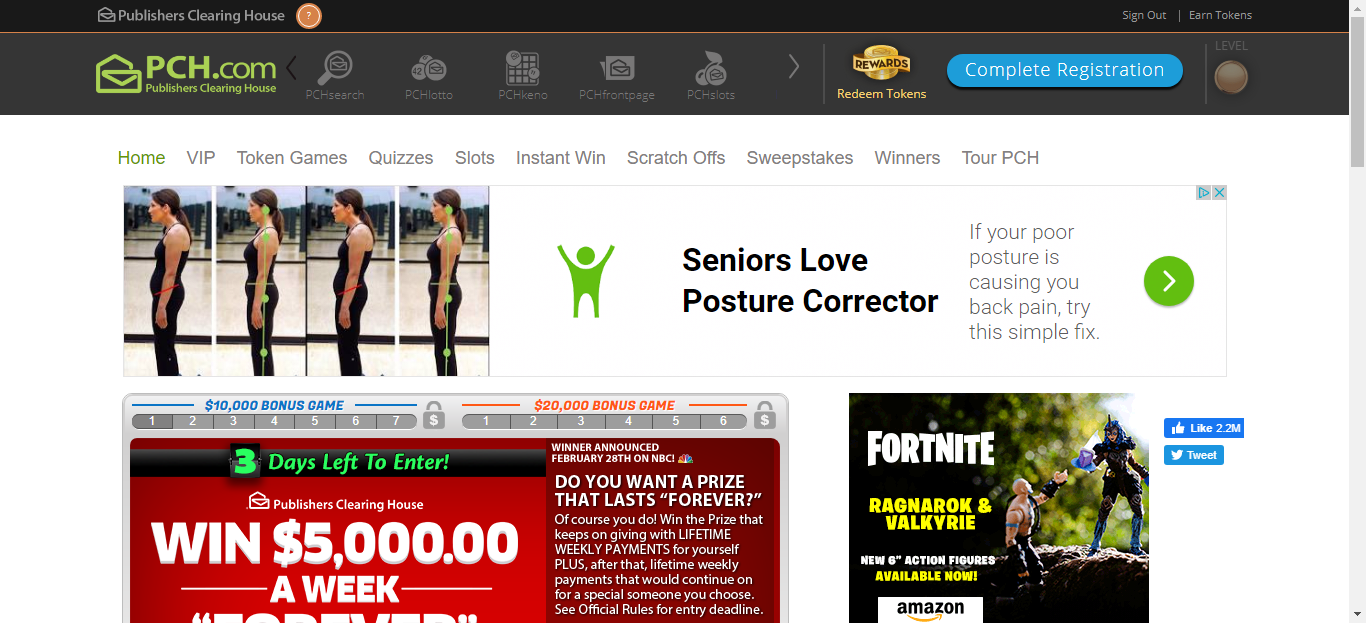 Publishers Clearing House
?
Sign Out | Earn Tokens
PCH.com
Publishers Clearing House
PCHsearch
42
PCHlotto
PCHkeno
PCHfrontpage
PCHslots
REWARDS
Redeem Tokens
Complete Registration
LEVEL
Home VIP Token Games Quizzes Slots Instant Win Scratch Offs Sweepstakes Winners Tour PCH
Seniors Love
Posture Corrector
If your poor
posture is
causing you
back pain, try
this simple fix.
$10,000 BONUS GAME
1 2 3 4 5 6 7 $
$20,000 BONUS GAME
1 2 3 4 5 6 $
3 Days Left To Enter!
Publishers Clearing House
WIN $5,000.00
A WEEK
"FOREVER"
WINNER ANNOUNCED
FEBRUARY 28TH ON NBC!
DO YOU WANT A PRIZE
THAT LASTS “FOREVER?”
Of course you do! Win the Prize that
keeps on giving with LIFETIME
WEEKLY PAYMENTS for yourself
PLUS, after that, lifetime weekly
payments that would continue on
for a special someone you choose.
See Official Rules for entry deadline.
FORTNITE
RAGNAROK &
VALKYRIE
NEW 6" ACTION FIGURES
AVAILABLE NOW!
amazon
Like 2.2M
Tweet